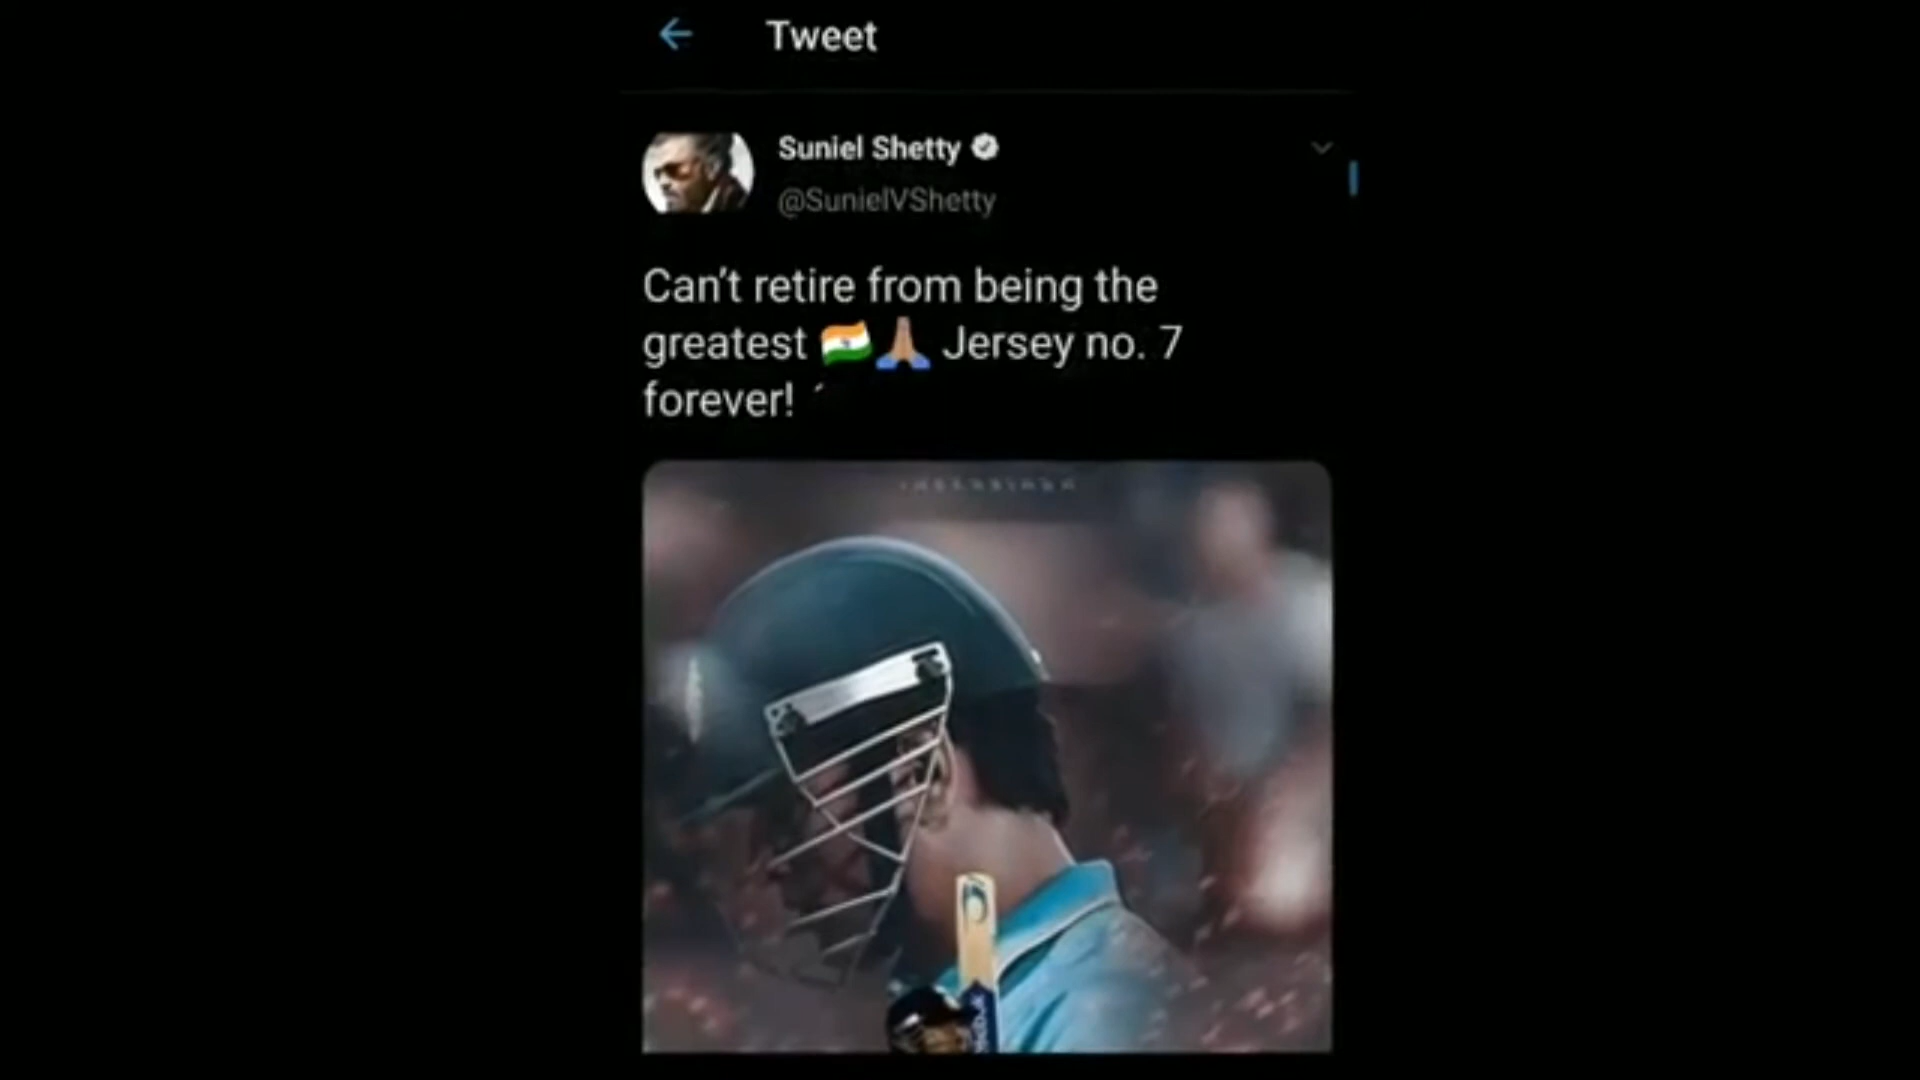 Tweet
Suniel Shetty
@SunielVShetty
Can't retire from being the
greatest 🇮🇳🙏🏽 Jersey no. 7
forever!